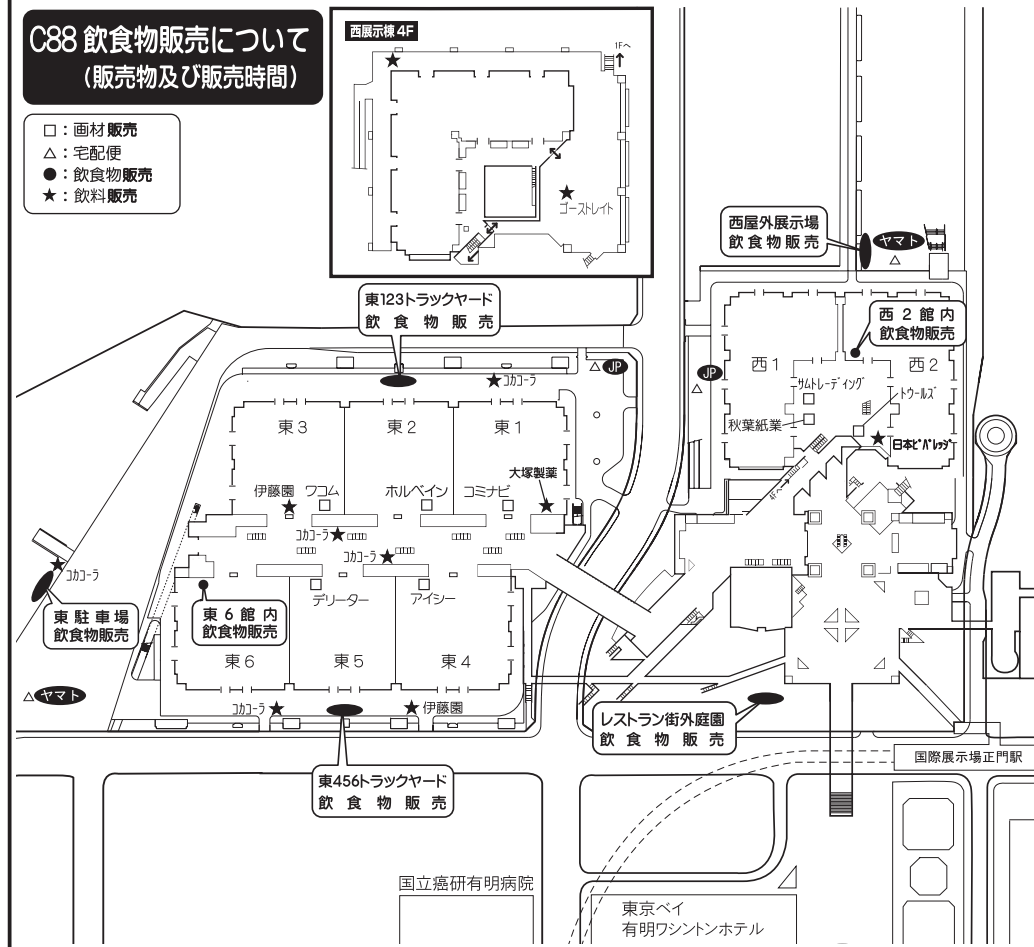 C88 飲食物販売について
(販売物及び販売時間)
□：画材販売
△：宅配便
●：飲食物販売
★：飲料販売
西展示棟 4F
1Fへ
↑
★
★
ゴーストレイト
西屋外展示場
飲食物販売
ヤマト
△
東123トラックヤード
飲食物販売
西2館内
飲食物販売
△ JP
JP
△
★ コカコーラ
西1
西2
サムトレーディング
トゥールズ
秋葉紙業
★ 日本ビバレッジ
4Fへ→
東3
東2
東1
大塚製薬
★
伊藤園
★
ワコム
ホルベイン
コミナビ
コカコーラ ★
コカコーラ ★
★ コカコーラ
デリーター
アイシー
東駐車場
飲食物販売
東6館内
飲食物販売
東6
東5
東4
△ ヤマト
コカコーラ ★
★ 伊藤園
レストラン街外庭園
飲食物販売
国際展示場正門駅
東456トラックヤード
飲食物販売
国立癌研有明病院
東京ベイ
有明ワシントンホテル